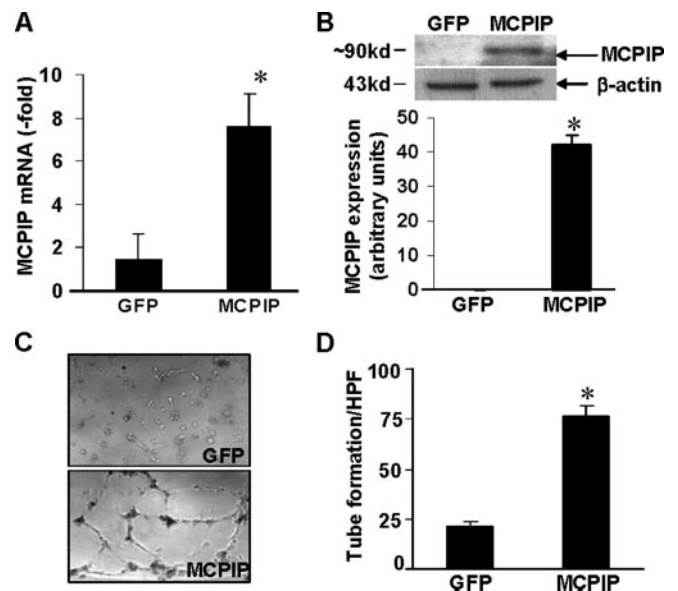 A
MCPIP mRNA (-fold)
10
8
6
4
2
0
GFP MCPIP
*
B
GFP MCPIP
~90kd
MCPIP
43kd
β-actin
MCPIP expression
(arbitrary units)
50
40
30
20
10
0
*
GFP MCPIP
C
GFP
MCPIP
D
Tube formation/HPF
100
75
50
25
0
*
GFP MCPIP